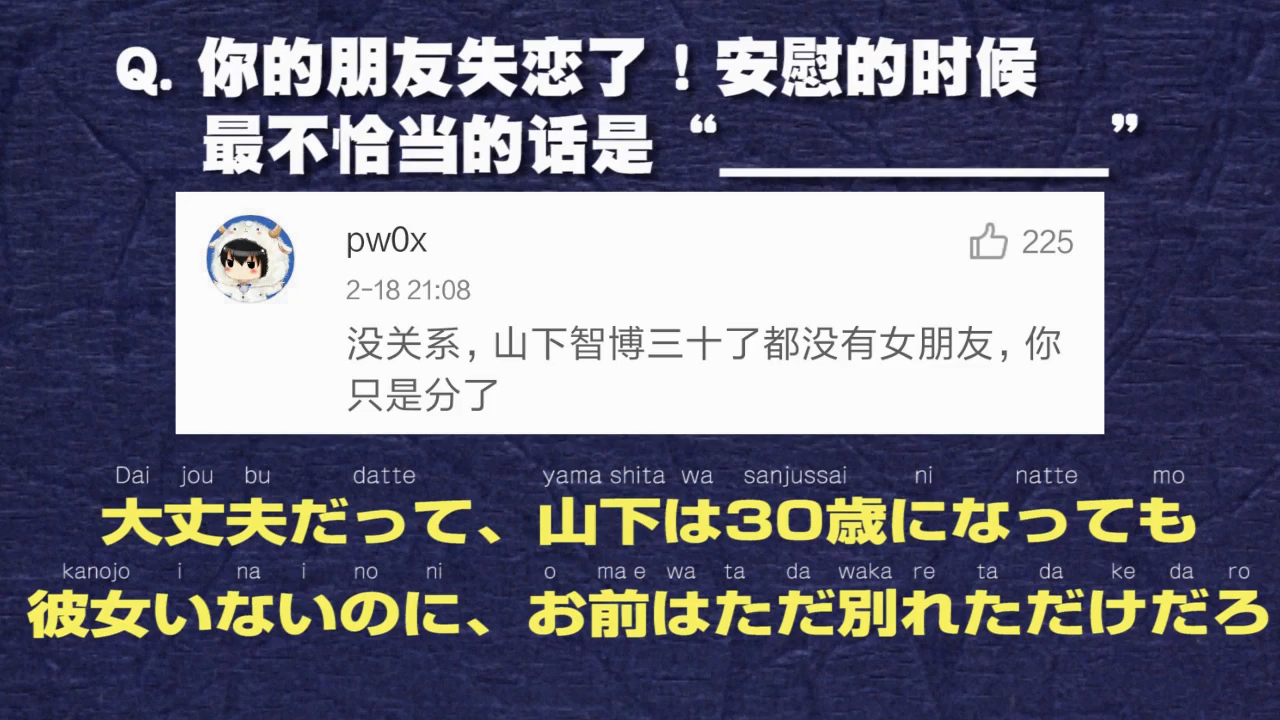 Q. 你的朋友失恋了！安慰的时候
最不恰当的话是“__________”
pw0x
225
2-18 21:08
没关系，山下智博三十了都没有女朋友，你
只是分了
Dai jou bu datte yama shita wa sanjussai ni natte mo
大丈夫だって、山下は30歳になっても
kanojo i na i no ni o ma e wa ta da waka re ta da ke da ro
彼女いないのに、お前はただ別れただけだろ